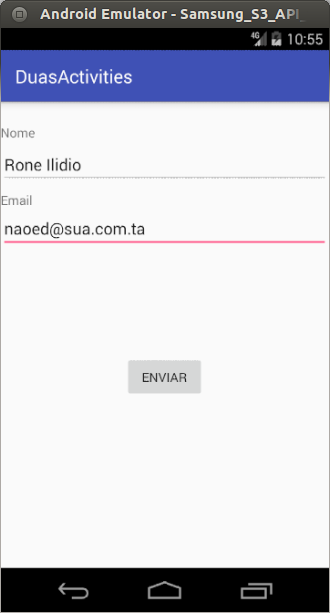 Android Emulator - Samsung_S3_API_
4G 10:55
DuasActivities
Nome
Rone Ilidio
Email
naoed@sua.com.ta
ENVIAR